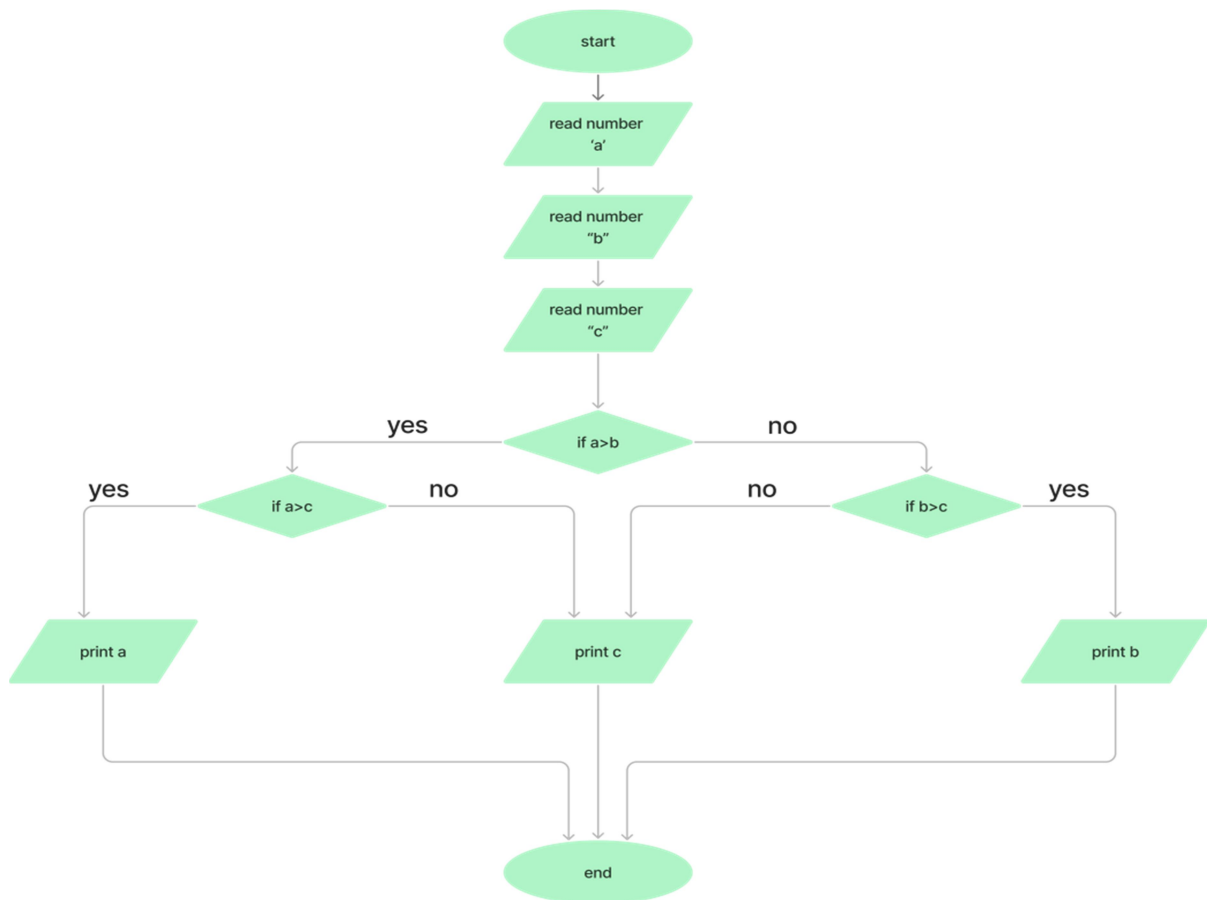 start
read number
‘a’
read number
“b”
read number
“c”
yes
if a>b
no
yes
if a>c
no
no
if b>c
yes
print a
print c
print b
end